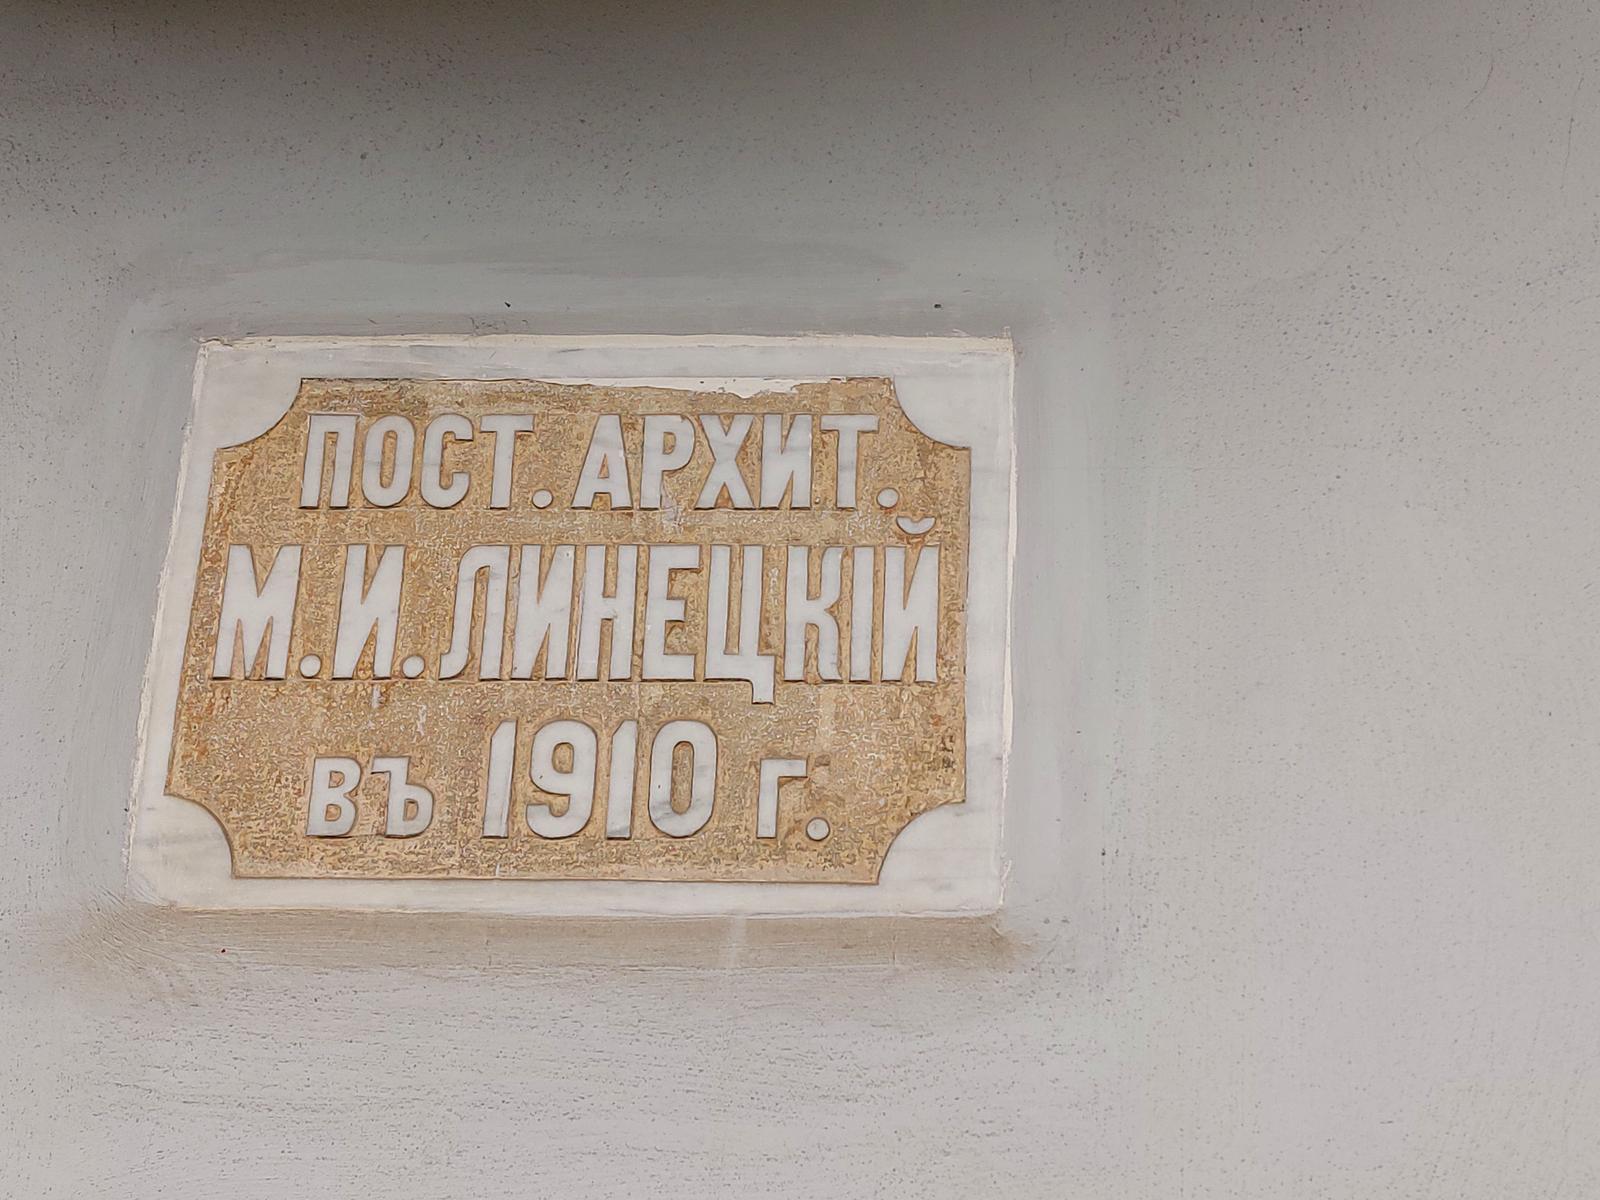 ПОСТ. АРХИТ.
М. И. ЛИНЕЦКІЙ
въ 1910 г.